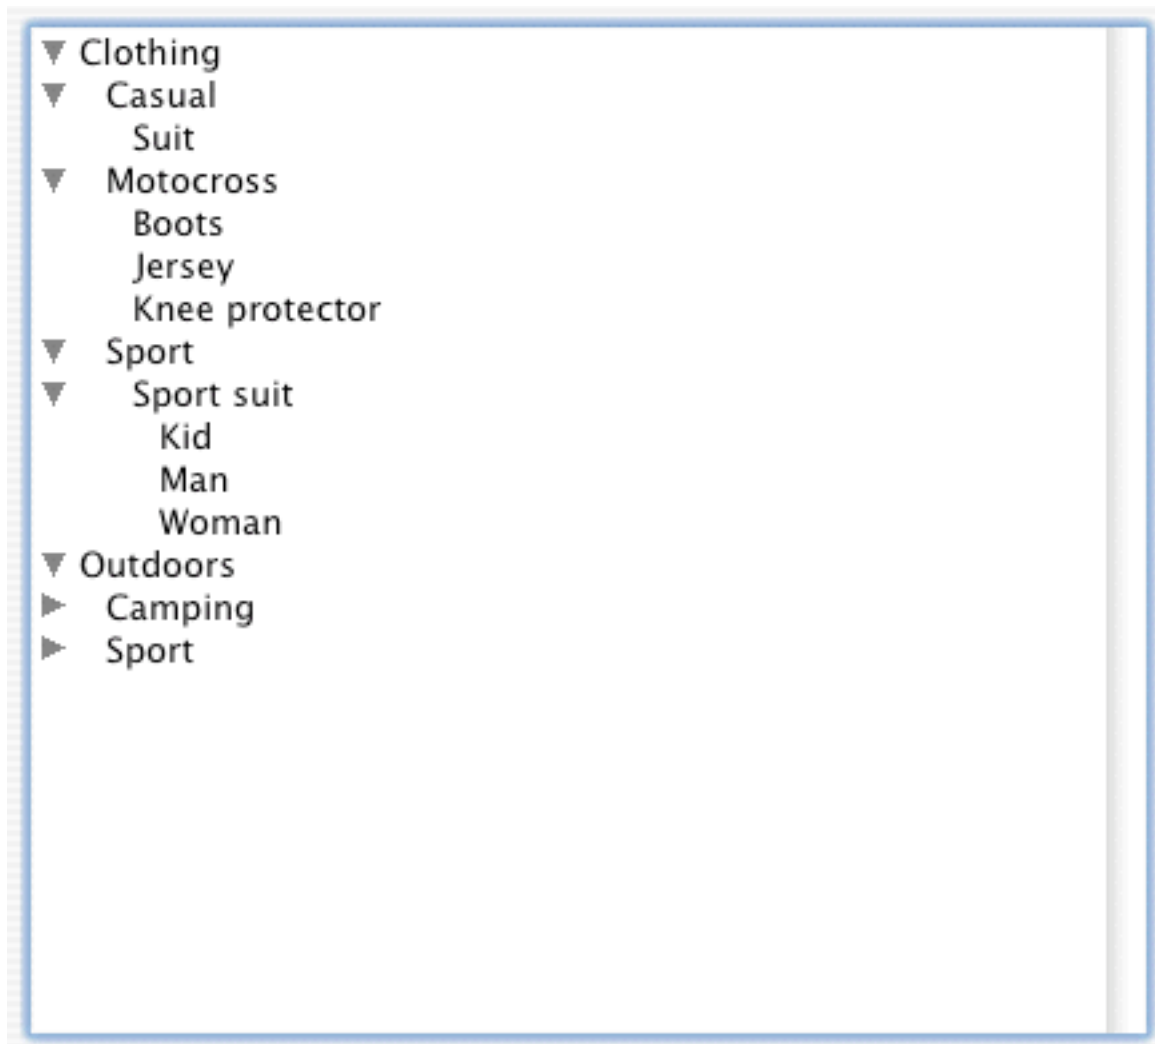 Clothing
Casual
Suit
Motocross
Boots
Jersey
Knee protector
Sport
Sport suit
Kid
Man
Woman
Outdoors
Camping
Sport